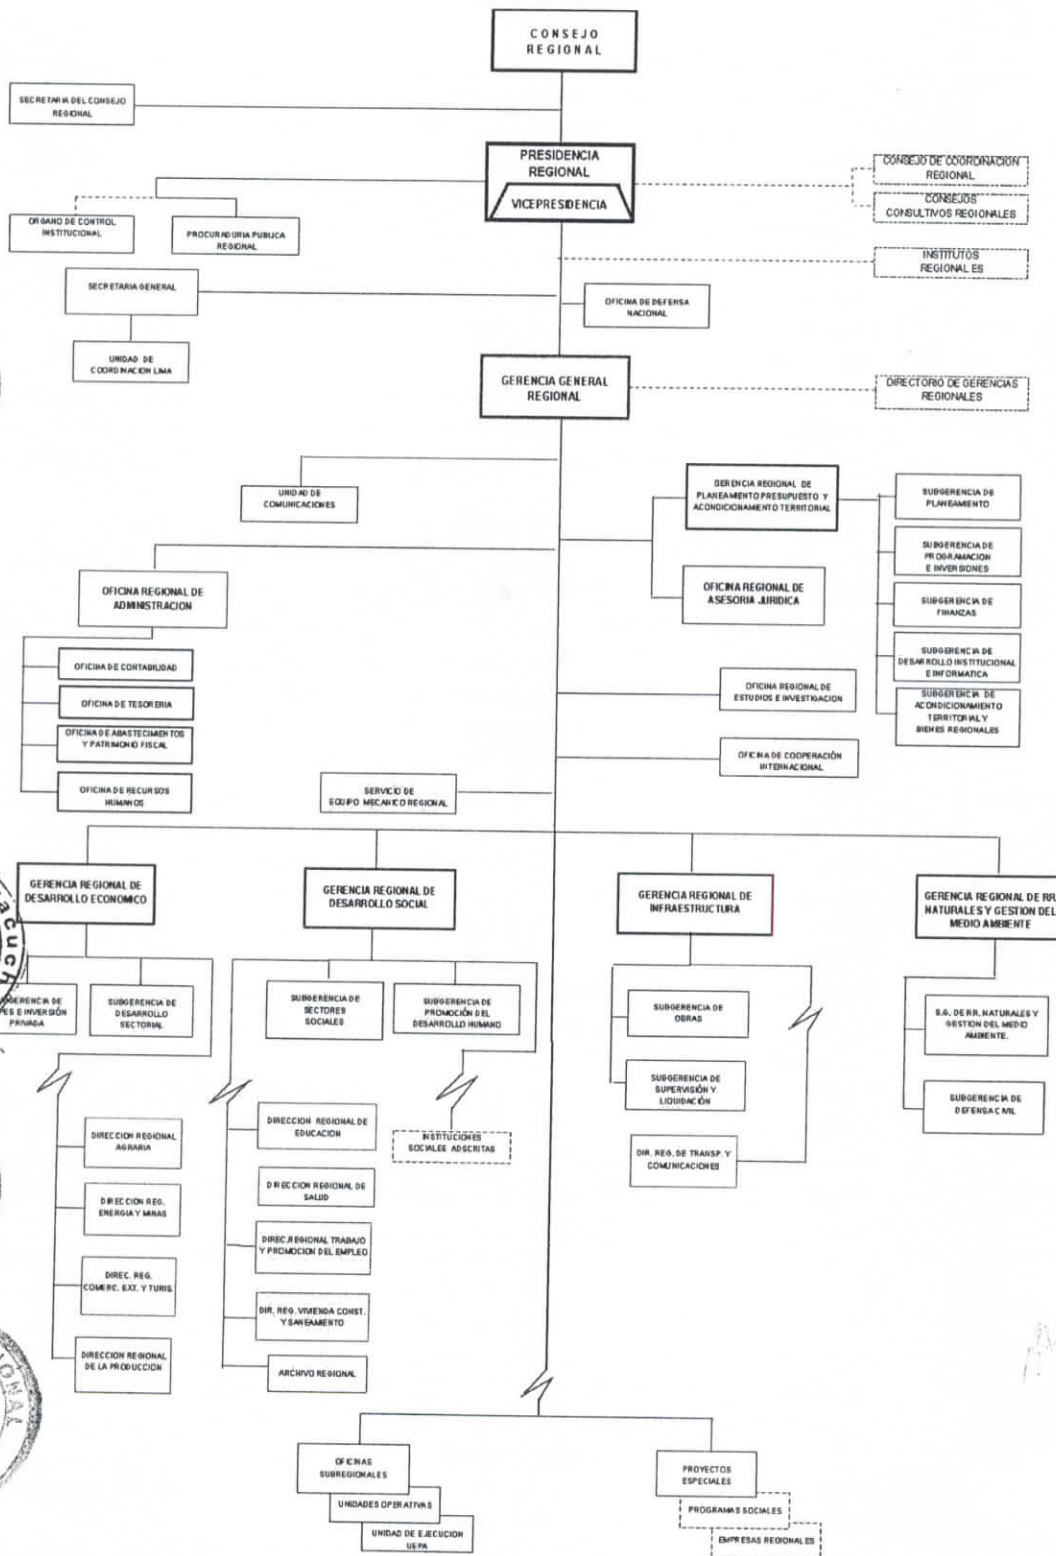 CONSEJO
REGIONAL
SECRETARIA DEL CONSEJO
REGIONAL
PRESIDENCIA
REGIONAL
VICEPRESIDENCIA
CONSEJO DE COORDINACION
REGIONAL
CONSEJOS
CONSULTIVOS REGIONALES
ORGANO DE CONTROL
INSTITUCIONAL
PROCURADURIA PUBLICA
REGIONAL
INSTITUTOS
REGIONALES
SECRETARIA GENERAL
OFICINA DE DEFENSA
NACIONAL
UNIDAD DE
COORDINACION LIMA
GERENCIA GENERAL
REGIONAL
DIRECTORIO DE GERENCIAS
REGIONALES
UNIDAD DE
COMUNICACIONES
GERENCIA REGIONAL DE
PLANEAMIENTO PRESUPUESTO Y
ACONDICIONAMIENTO TERRITORIAL
SUBGERENCIA DE
PLANEAMIENTO
SUBGERENCIA DE
PROGRAMACION
E INVERSIONES
OFICINA REGIONAL DE
ADMINISTRACION
OFICINA REGIONAL DE
ASESORIA JURIDICA
SUBGERENCIA DE
FINANZAS
SUBGERENCIA DE
DESARROLLO INSTITUCIONAL
E INFORMATICA
OFICINA DE CONTABILIDAD
OFICINA DE TESORERIA
OFICINA REGIONAL DE
ESTUDIOS E INVESTIGACION
SUBGERENCIA DE
ACONDICIONAMIENTO
TERRITORIAL Y
BIENES REGIONALES
OFICINA DE ABASTECIMIENTOS
Y PATRIMONIO FISCAL
OFICINA DE COOPERACIÓN
INTERNACIONAL
OFICINA DE RECURSOS
HUMANOS
SERVICIO DE
EQUIPO MECANICO REGIONAL
GERENCIA REGIONAL DE
DESARROLLO ECONOMICO
GERENCIA REGIONAL DE
DESARROLLO SOCIAL
GERENCIA REGIONAL DE
INFRAESTRUCTURA
GERENCIA REGIONAL DE RR.
NATURALES Y GESTION DEL
MEDIO AMBIENTE
DE
E INVERSIÓN
PRIVADA
SUBGERENCIA DE
DESARROLLO
SECTORIAL
SUBGERENCIA DE
SECTORES
SOCIALES
SUBGERENCIA DE
PROMOCIÓN DEL
DESARROLLO HUMANO
SUBGERENCIA DE
OBRAS
S.G. DE RR. NATURALES Y
GESTION DEL MEDIO
AMBIENTE.
SUBGERENCIA DE
SUPERVISIÓN Y
LIQUIDACIÓN
SUBGERENCIA DE
DEFENSA CIVIL
DIRECCION REGIONAL
AGRARIA
DIRECCION REGIONAL DE
EDUCACION
INSTITUCIONES
SOCIALES ADSCRITAS
DIR. REG. DE TRANSP. Y
COMUNICACIONES
DIRECCION REG.
ENERGIA Y MINAS
DIRECCION REGIONAL DE
SALUD
DIREC. REG.
COMERC. EXT. Y TURIS.
DIREC. REGIONAL TRABAJO
Y PROMOCION DEL EMPLEO
DIR. REG. VIVIENDA CONST.
Y SANEAMIENTO
DIRECCION REGIONAL
DE LA PRODUCCIÓN
ARCHIVO REGIONAL
OFICINAS
SUBREGIONALES
UNIDADES OPERATIVAS
UNIDAD DE EJECUCION
UEPA
PROYECTOS
ESPECIALES
PROGRAMAS SOCIALES
EMPRESAS REGIONALES